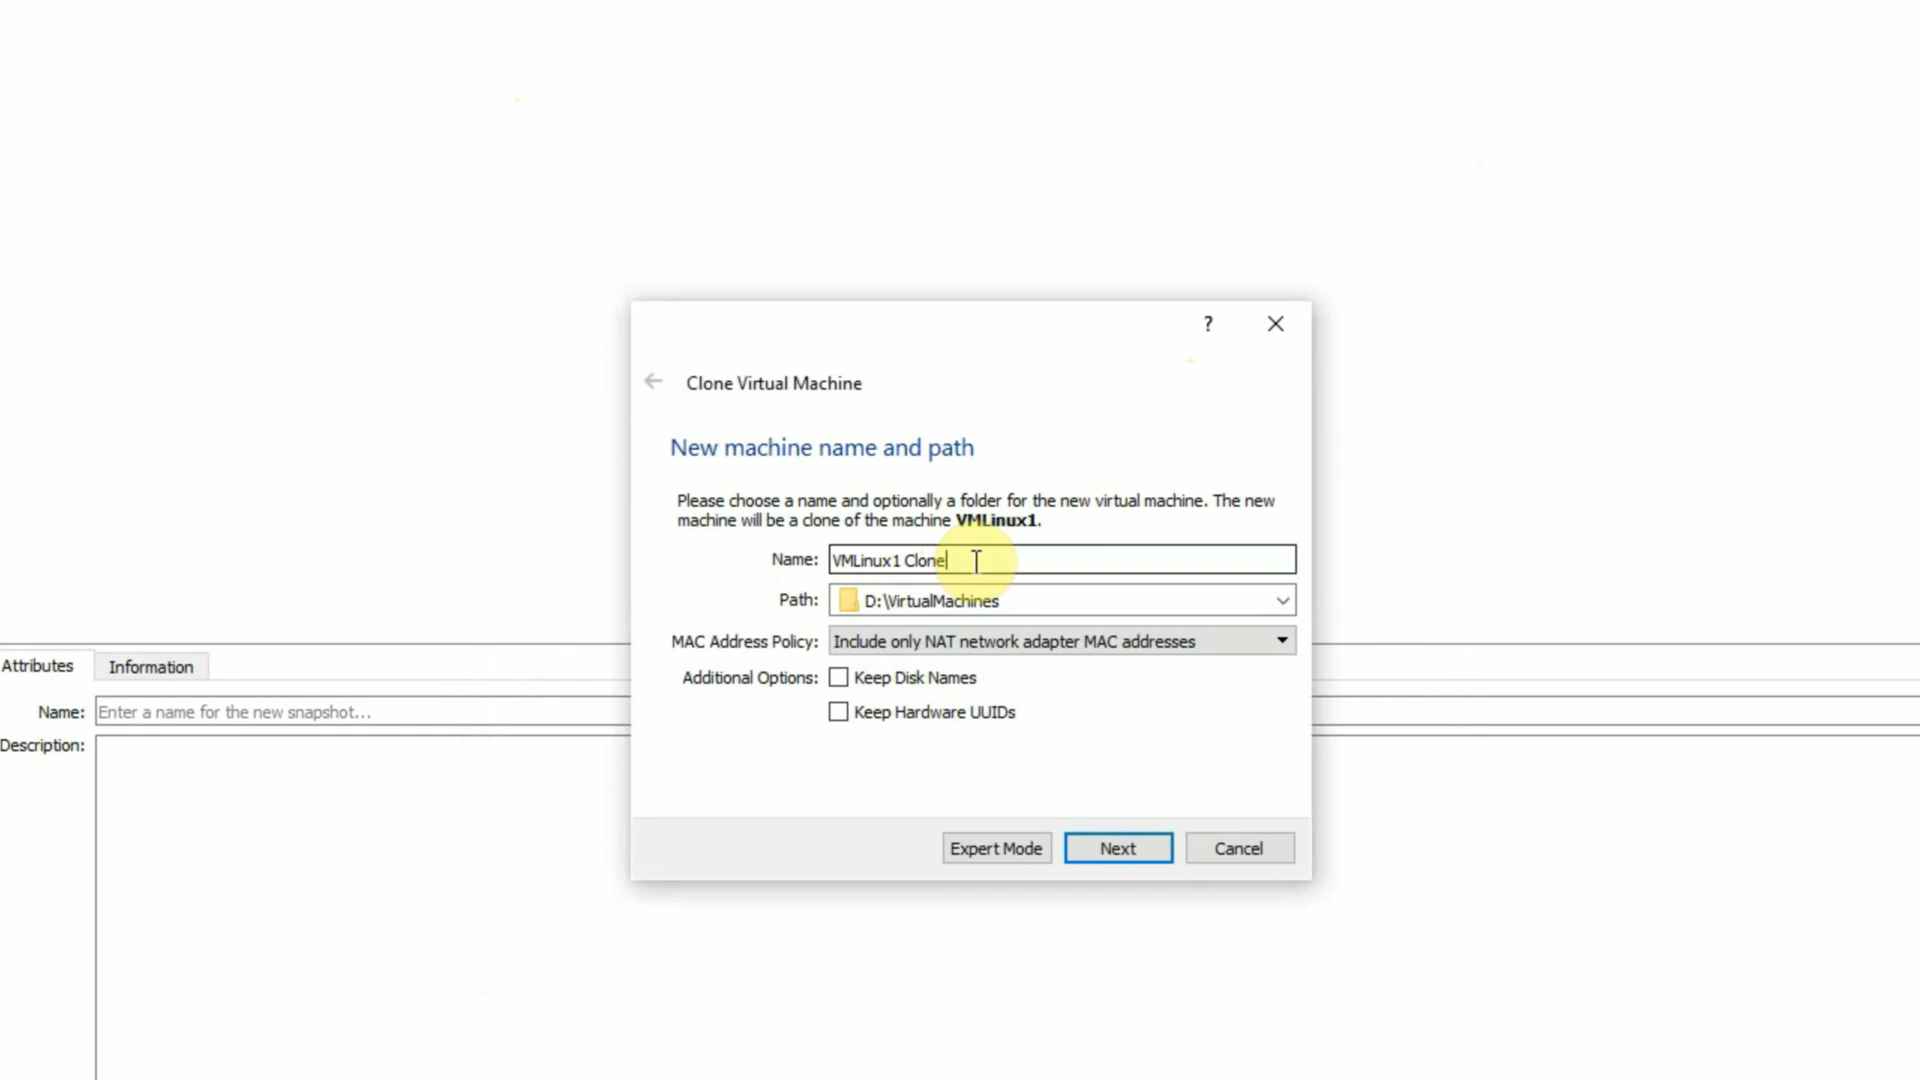 ?
Clone Virtual Machine
New machine name and path
Please choose a name and optionally a folder for the new virtual machine. The new
machine will be a clone of the machine VMLinux1.
Name: VMLinux1 Clone
Path: D:\VirtualMachines
MAC Address Policy: Include only NAT network adapter MAC addresses
Additional Options: Keep Disk Names
Keep Hardware UUIDs
Expert Mode Next Cancel
Attributes Information
Name: Enter a name for the new snapshot...
Description: